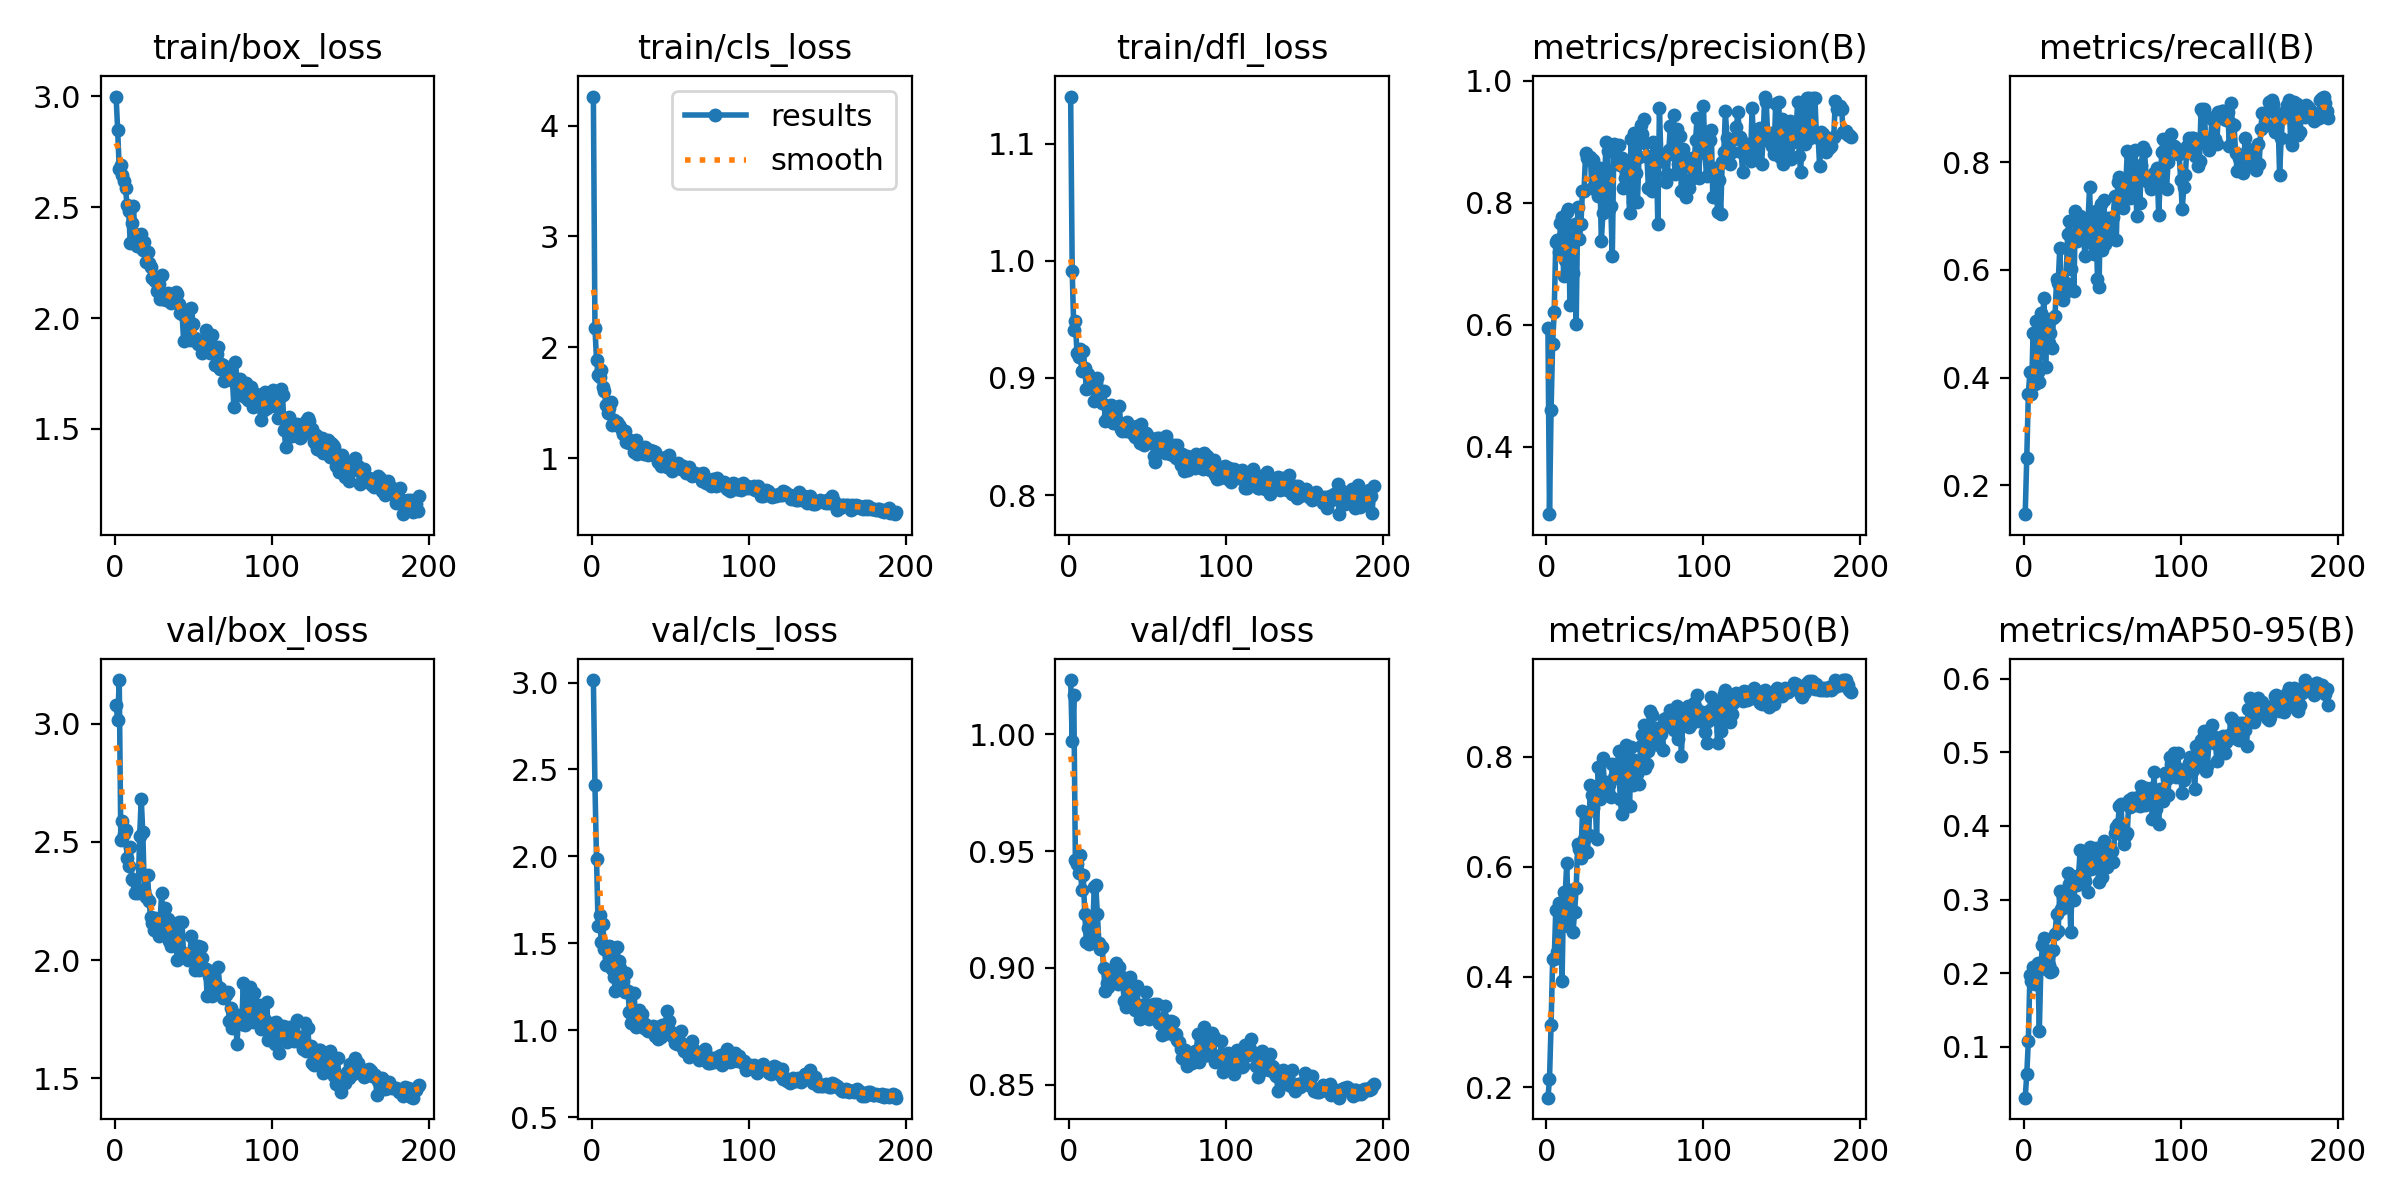 train/box_loss
train/cls_loss
train/dfl_loss
metrics/precision(B)
metrics/recall(B)
3.0
2.5
2.0
1.5
0 100 200
4
3
2
1
0 100 200
results
smooth
1.1
1.0
0.9
0.8
0 100 200
1.0
0.8
0.6
0.4
0 100 200
0.8
0.6
0.4
0.2
0 100 200
val/box_loss
val/cls_loss
val/dfl_loss
metrics/mAP50(B)
metrics/mAP50-95(B)
3.0
2.5
2.0
1.5
0 100 200
3.0
2.5
2.0
1.5
1.0
0.5
0 100 200
1.00
0.95
0.90
0.85
0 100 200
0.8
0.6
0.4
0.2
0 100 200
0.6
0.5
0.4
0.3
0.2
0.1
0 100 200